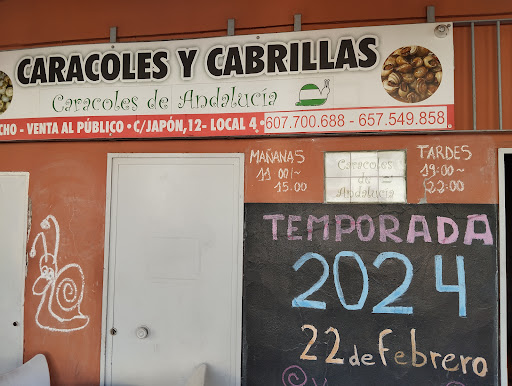 CARACOLES Y CABRILLAS
Caracoles de Andalucía
CHO - VENTA AL PÚBLICO • C/JAPÓN,12- LOCAL 4 • 607.700.688 - 657.549.858
MAÑANAS
11 00/~
15.00
Caracoles
de
Andalucía
TARDES
19:00~
22:00
TEMPORADA
2024
22 de Febrero